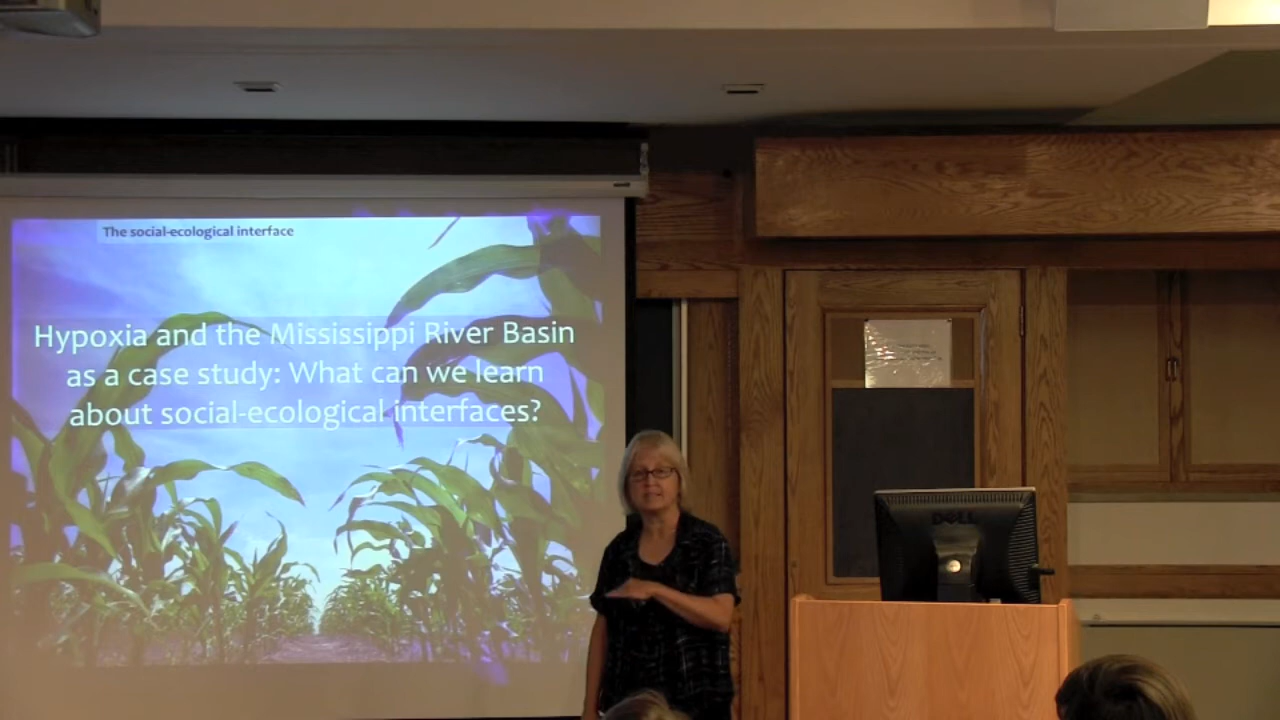 The social-ecological interface
Hypoxia and the Mississippi River Basin
as a case study: What can we learn
about social-ecological interfaces?
DELL